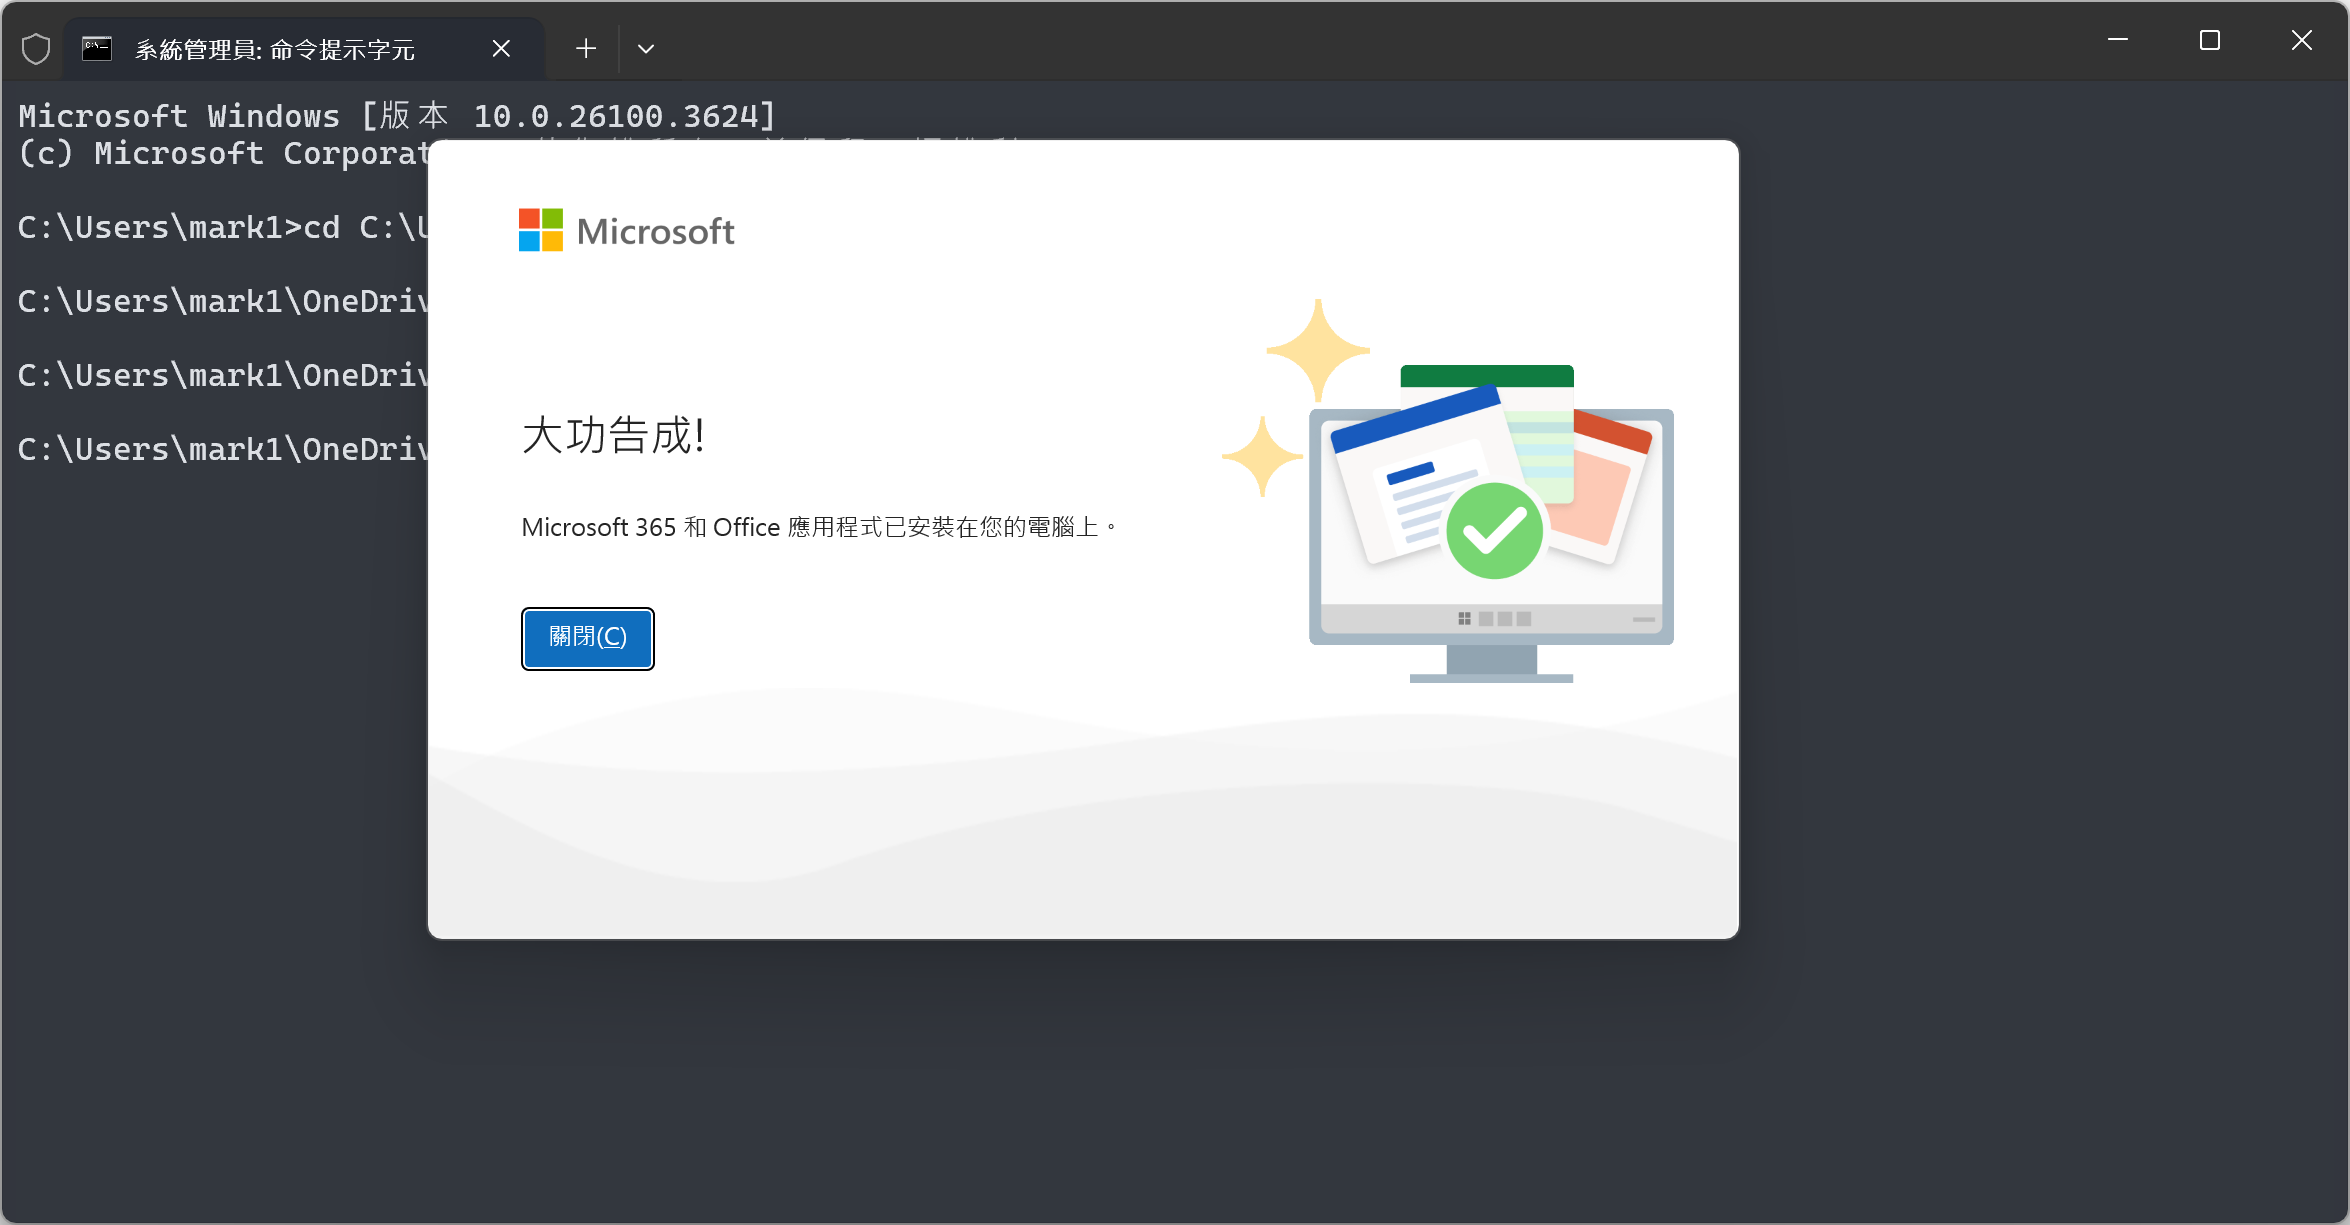 系統管理員: 命令提示字元
Microsoft Windows [版本 10.0.26100.3624]
(c) Microsoft Corporat
C:\Users\mark1>cd C:\U
C:\Users\mark1\OneDriv
C:\Users\mark1\OneDriv
C:\Users\mark1\OneDriv
Microsoft
大功告成!
Microsoft 365 和 Office 應用程式已安裝在您的電腦上。
關閉(C)